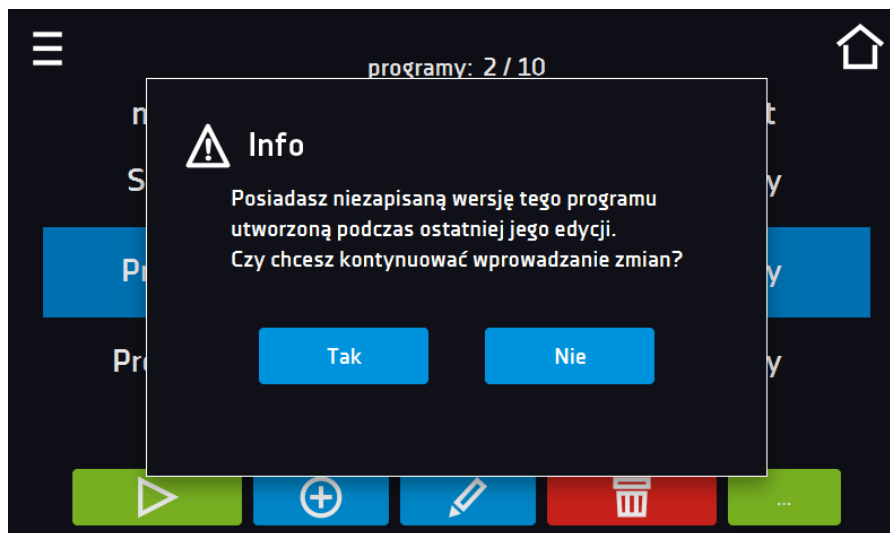 programy: 2 / 10
Info
Posiadasz niezapisaną wersję tego programu
utworzoną podczas ostatniej jego edycji.
Czy chcesz kontynuować wprowadzanie zmian?
Tak
Nie
...